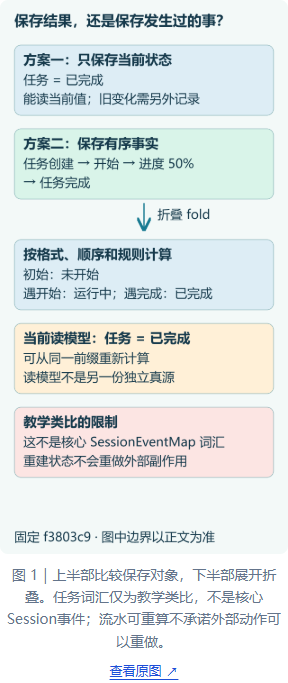 保存结果，还是保存发生过的事？
方案一：只保存当前状态
任务 = 已完成
能读当前值；旧变化需另外记录
方案二：保存有序事实
任务创建 → 开始 → 进度 50%
→ 任务完成
折叠 fold
按格式、顺序和规则计算
初始：未开始
遇开始：运行中；遇完成：已完成
当前读模型：任务 = 已完成
可从同一前缀重新计算
读模型不是另一份独立真源
教学类比的限制
这不是核心 SessionEventMap 词汇
重建状态不会重做外部副作用
固定 f3803c9 · 图中边界以正文为准
图 1｜上半部比较保存对象，下半部展开折
叠。任务词汇仅为教学类比，不是核心
Session事件；流水可重算不承诺外部动作可
以重做。
查看原图 ↗